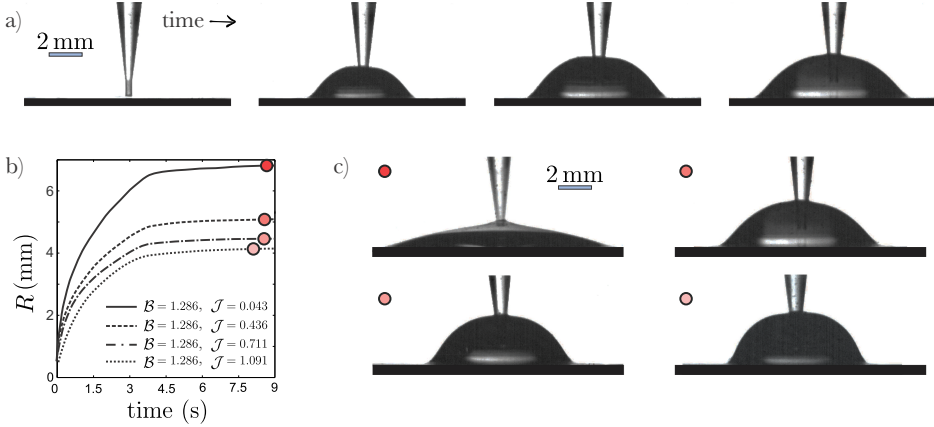 a)
time
2 mm
b)
R (mm)
6
4
2
0
0 1.5 3 4.5 6 7.5 9
time (s)
ℬ = 1.286, 𝒥 = 0.043
ℬ = 1.286, 𝒥 = 0.436
ℬ = 1.286, 𝒥 = 0.711
ℬ = 1.286, 𝒥 = 1.091
c)
2 mm